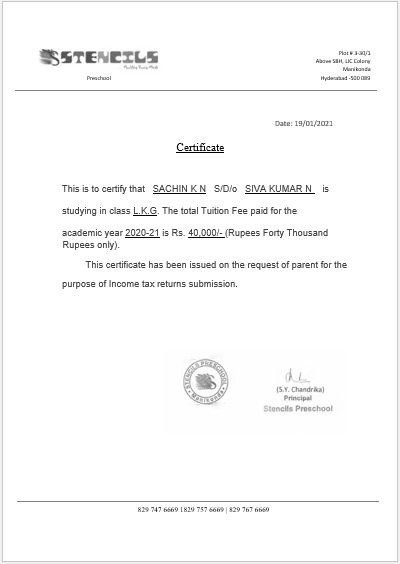 STENCILS
Preschool
Plot # 3-30/1
Above SBH, LIC Colony
Manikonda
Hyderabad -500 089
Date: 19/01/2021
Certificate
This is to certify that SACHIN K N S/D/o SIVA KUMAR N is
studying in class L.K.G. The total Tuition Fee paid for the
academic year 2020-21 is Rs. 40,000/- (Rupees Forty Thousand
Rupees only).
This certificate has been issued on the request of parent for the
purpose of Income tax returns submission.
STENCILS PRESCHOOL
Manikonda
(S.Y. Chandrika)
Principal
Stencils Preschool
829 747 6669 1829 757 6669 | 829 767 6669